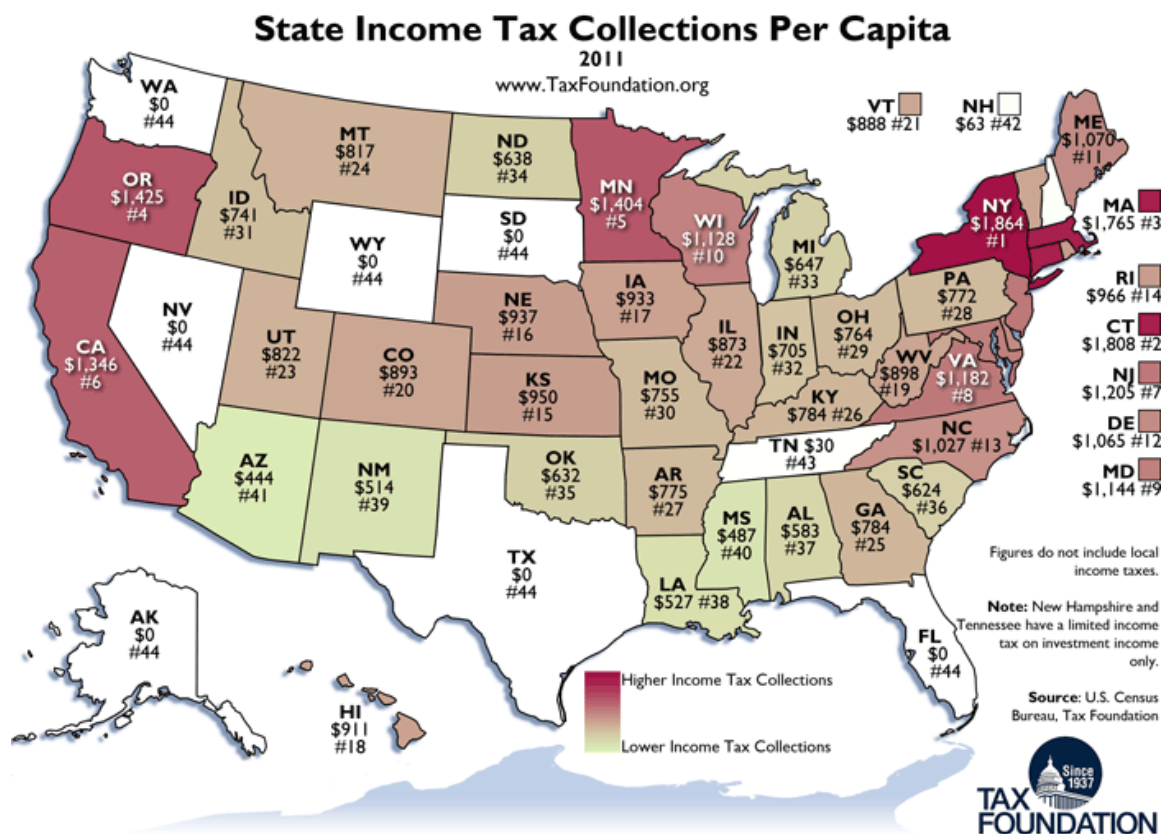 State Income Tax Collections Per Capita
2011
www.TaxFoundation.org
WA
$0
#44
OR
$1,425
#4
CA
$1,346
#6
NV
$0
#44
ID
$741
#31
MT
$817
#24
WY
$0
#44
UT
$822
#23
CO
$893
#20
AZ
$444
#41
NM
$514
#39
ND
$638
#34
SD
$0
#44
NE
$937
#16
KS
$950
#15
OK
$632
#35
TX
$0
#44
MN
$1,404
#5
IA
$933
#17
MO
$755
#30
AR
$775
#27
LA
$527 #38
WI
$1,128
#10
IL
$873
#22
MI
$647
#33
IN
$705
#32
OH
$764
#29
KY
$784 #26
TN $30
#43
MS
$487
#40
AL
$583
#37
GA
$784
#25
FL
$0
#44
SC
$624
#36
NC
$1,027 #13
VA
$1,182
#8
WV
$898
#19
PA
$772
#28
NY
$1,864
#1
VT
$888 #21
NH
$63 #42
ME
$1,070
#11
MA
$1,765 #3
RI
$966 #14
CT
$1,808 #2
NJ
$1,205 #7
DE
$1,065 #12
MD
$1,144 #9
AK
$0
#44
HI
$911
#18
Higher Income Tax Collections
Lower Income Tax Collections
Figures do not include local
income taxes.
Note: New Hampshire and
Tennessee have a limited income
tax on investment income
only.
Source: U.S. Census
Bureau, Tax Foundation
Since
1937
TAX
FOUNDATION